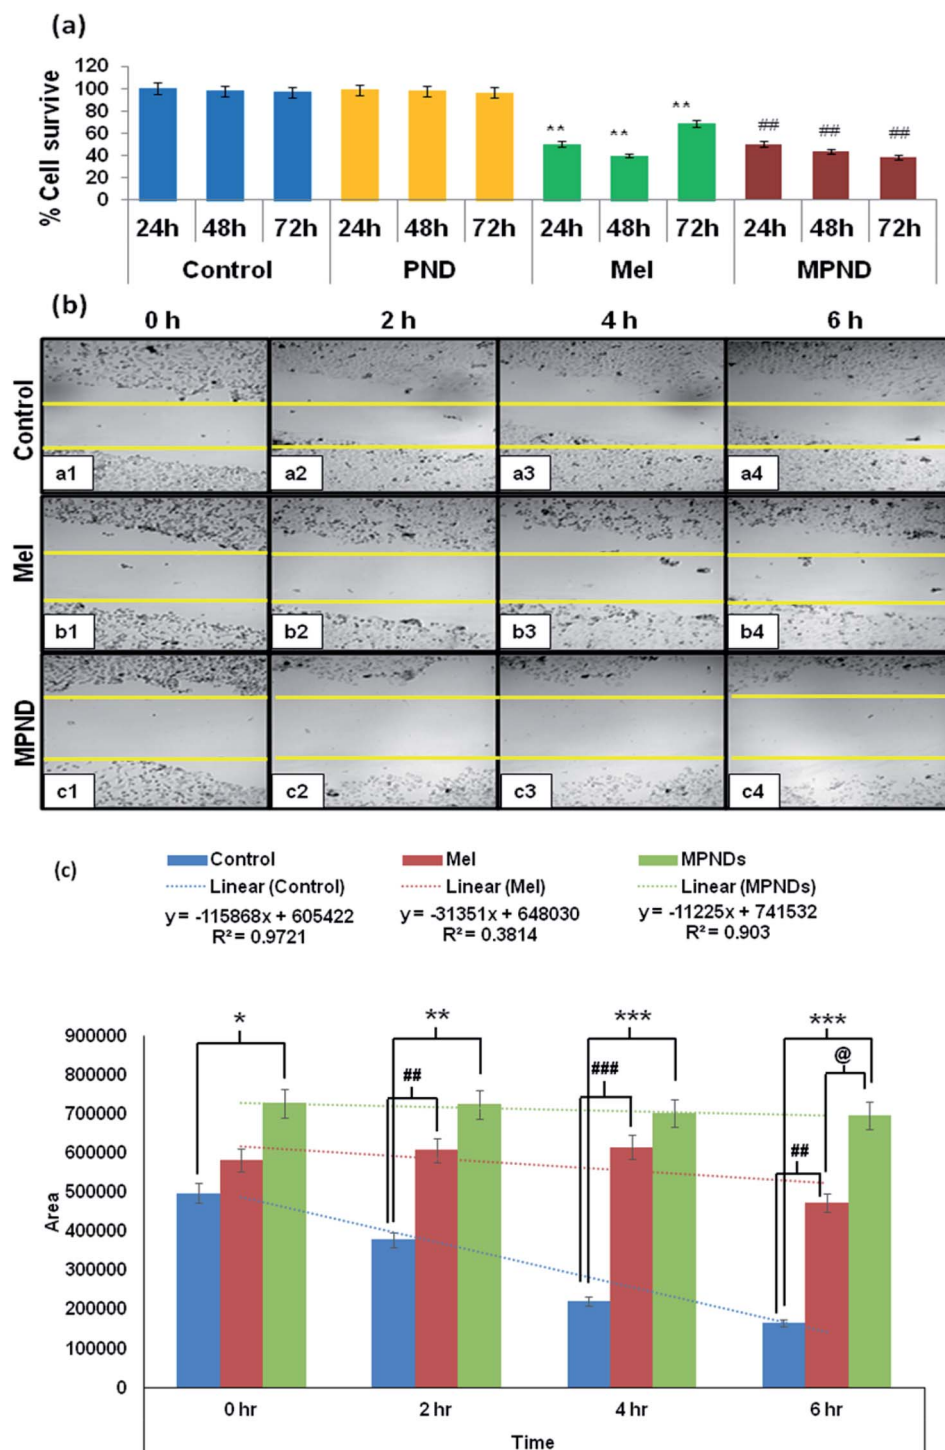 (a)
% Cell survive
120
100
80
60
40
20
0
** ** ** ## ## ##
24h 48h 72h 24h 48h 72h 24h 48h 72h 24h 48h 72h
Control PND Mel MPND
(b)
0 h 2 h 4 h 6 h
Control
a1 a2 a3 a4
Mel
b1 b2 b3 b4
MPND
c1 c2 c3 c4
(c)
Control Mel MPNDs
Linear (Control) Linear (Mel) Linear (MPNDs)
y = -115868x + 605422 y = -31351x + 648030 y = -11225x + 741532
R² = 0.9721 R² = 0.3814 R² = 0.903
Area
900000
800000
700000
600000
500000
400000
300000
200000
100000
0
* ** *** ***
## ### ## @
0 hr 2 hr 4 hr 6 hr
Time